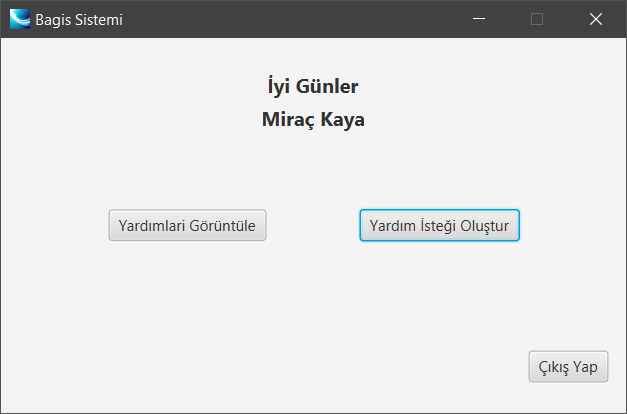 Bagis Sistemi
İyi Günler
Miraç Kaya
Yardımlari Görüntüle
Yardım İsteği Oluştur
Çıkış Yap